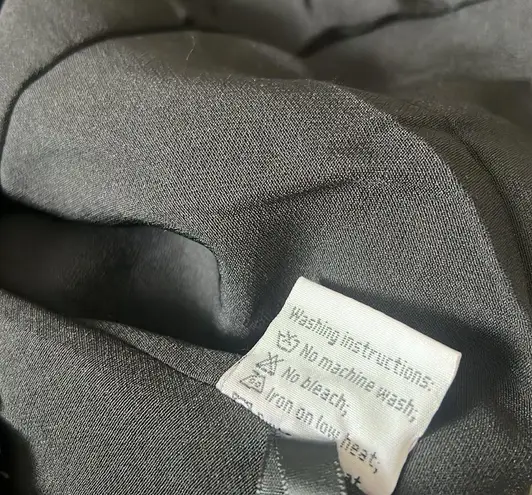 Washing instructions:
No machine wash;
No bleach;
Iron on low heat;